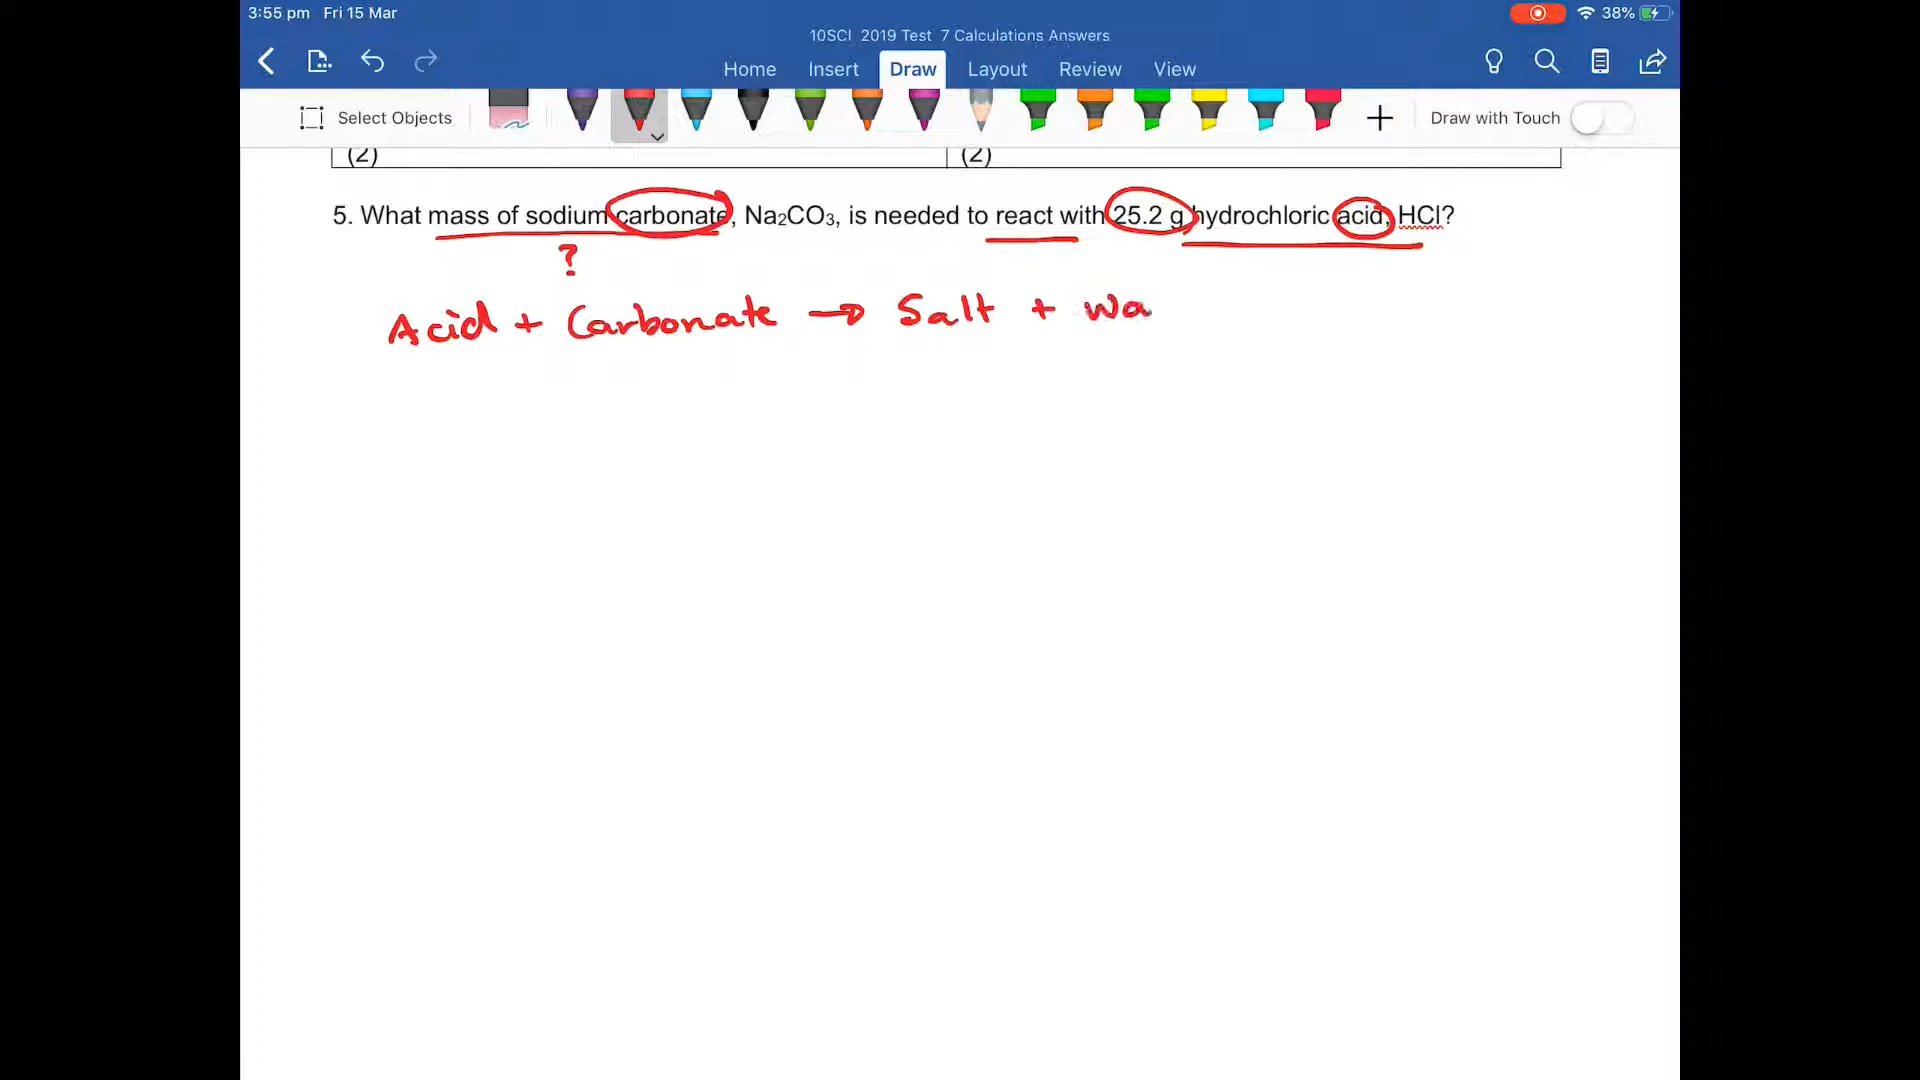 3:55 pm Fri 15 Mar 38%
10SCI 2019 Test 7 Calculations Answers
Home Insert Draw Layout Review View
Select Objects Draw with Touch
(2) (2)
5. What mass of sodium carbonate, Na₂CO₃, is needed to react with 25.2 g hydrochloric acid, HCl?
?
Acid + Carbonate → Salt + Wa